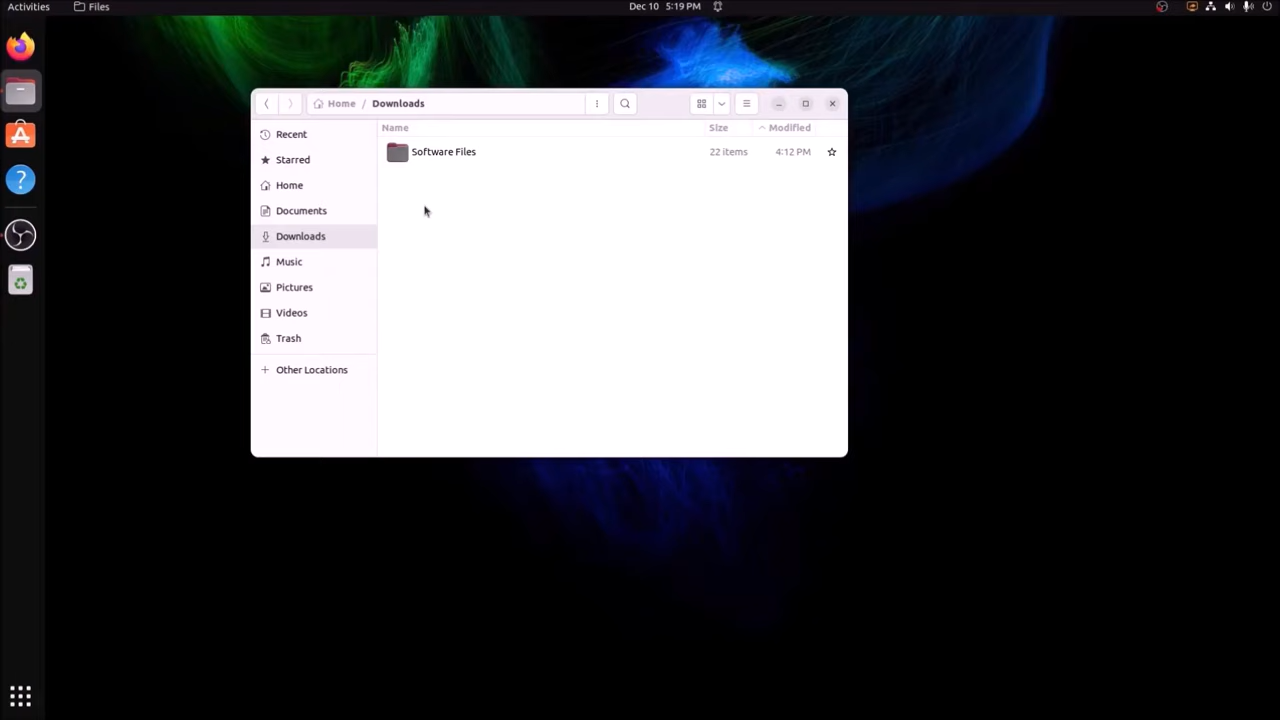 Activities Files Dec 10 5:19 PM
Home / Downloads
Name Size Modified
Recent
Software Files 22 items 4:12 PM
Starred
Home
Documents
Downloads
Music
Pictures
Videos
Trash
Other Locations